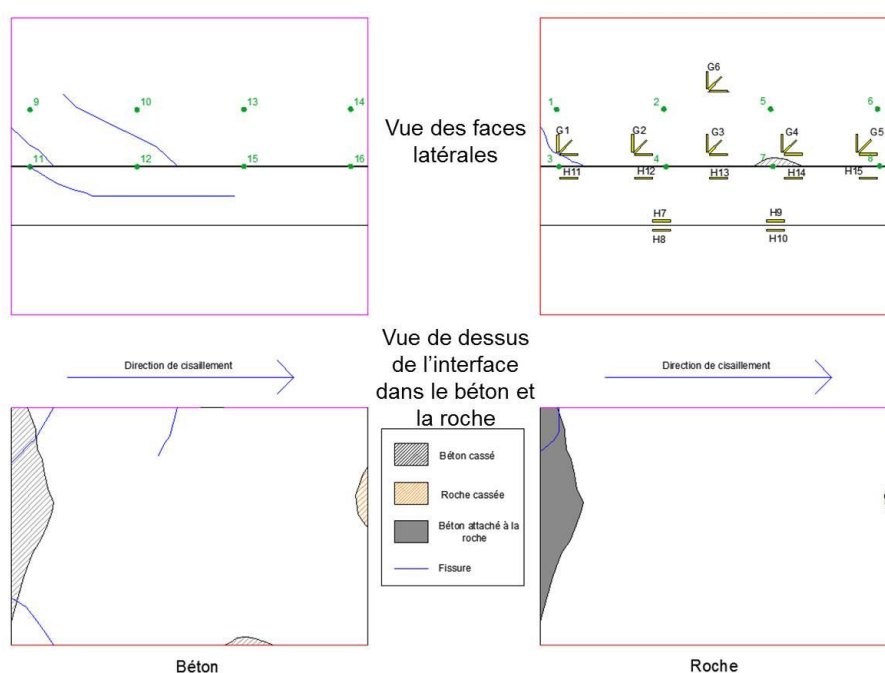 9
10
13
14
11
12
15
16
Vue des faces
latérales
G6
1
2
5
6
G1
G2
G3
G4
G5
3
4
7
8
H11
H12
H13
H14
H15
H7
H9
H8
H10
Vue de dessus
de l'interface
dans le béton et
la roche
Direction de cisaillement
Direction de cisaillement
Béton cassé
Roche cassée
Béton attaché à la
roche
Fissure
Béton
Roche